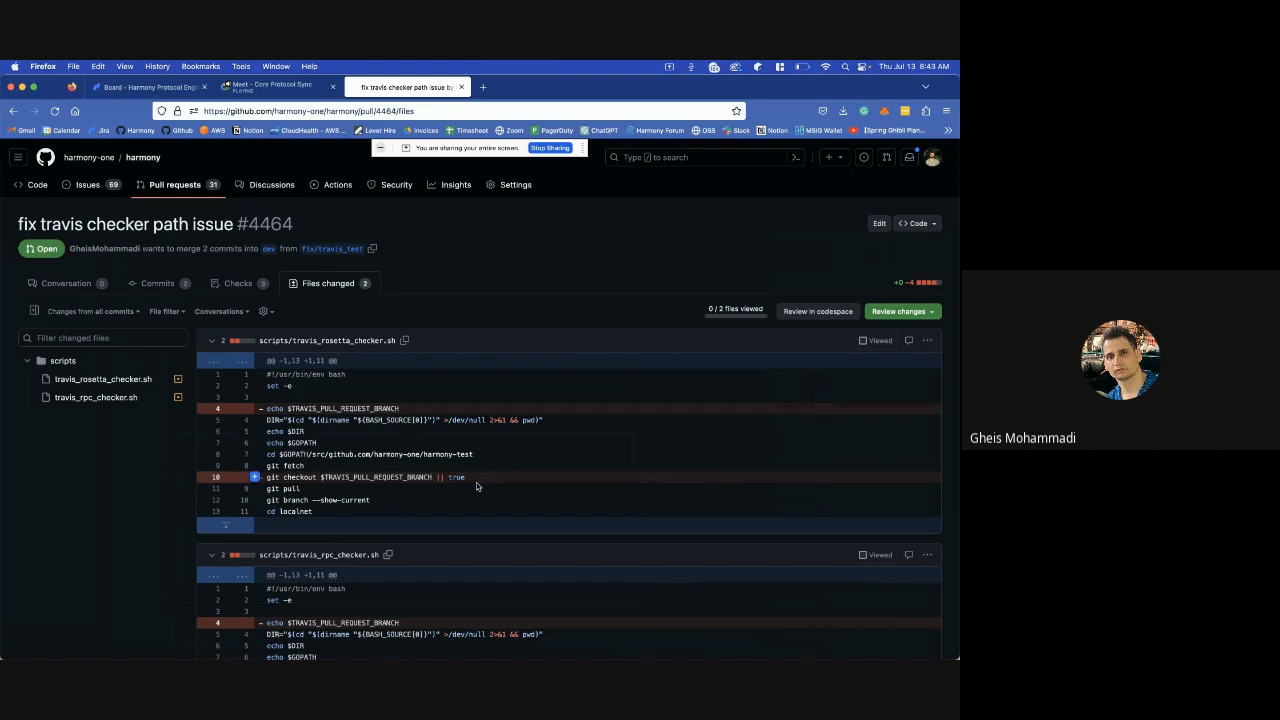 Firefox File Edit View History Bookmarks Tools Window Help Thu Jul 13 8:43 AM
Board - Harmony Protocol Eng
Meet – Core Protocol Sync
PLAYING
fix travis checker path issue by
https://github.com/harmony-one/harmony/pull/4464/files
Gmail Calendar Jira Harmony Github AWS Notion CloudHealth - AWS ... Lever Hire Invoices Timesheet Zoom PagerDuty ChatGPT Harmony Forum OSS Slack Notion MSIG Wallet [Spring Ghibli Plan...
You are sharing your entire screen. Stop Sharing
harmony-one / harmony
Type / to search
Code Issues 69 Pull requests 31 Discussions Actions Security Insights Settings
fix travis checker path issue #4464
Edit <> Code
Open GheisMohammadi wants to merge 2 commits into dev from fix/travis_test
Conversation 0 Commits 2 Checks 3 Files changed 2
+0 −4
Changes from all commits File filter Conversations
0 / 2 files viewed Review in codespace Review changes
Filter changed files
scripts
travis_rosetta_checker.sh
travis_rpc_checker.sh
2 scripts/travis_rosetta_checker.sh Viewed
... ... @@ -1,13 +1,11 @@
1 1 #!/usr/bin/env bash
2 2 set -e
3 3
4 - echo $TRAVIS_PULL_REQUEST_BRANCH
5 4 DIR="$(cd "$(dirname "${BASH_SOURCE[0]}")" >/dev/null 2>&1 && pwd)"
6 5 echo $DIR
7 6 echo $GOPATH
8 7 cd $GOPATH/src/github.com/harmony-one/harmony-test
9 8 git fetch
10 - git checkout $TRAVIS_PULL_REQUEST_BRANCH || true
11 9 git pull
12 10 git branch --show-current
13 11 cd localnet
2 scripts/travis_rpc_checker.sh Viewed
... ... @@ -1,13 +1,11 @@
1 1 #!/usr/bin/env bash
2 2 set -e
3 3
4 - echo $TRAVIS_PULL_REQUEST_BRANCH
5 4 DIR="$(cd "$(dirname "${BASH_SOURCE[0]}")" >/dev/null 2>&1 && pwd)"
6 5 echo $DIR
7 6 echo $GOPATH
Gheis Mohammadi